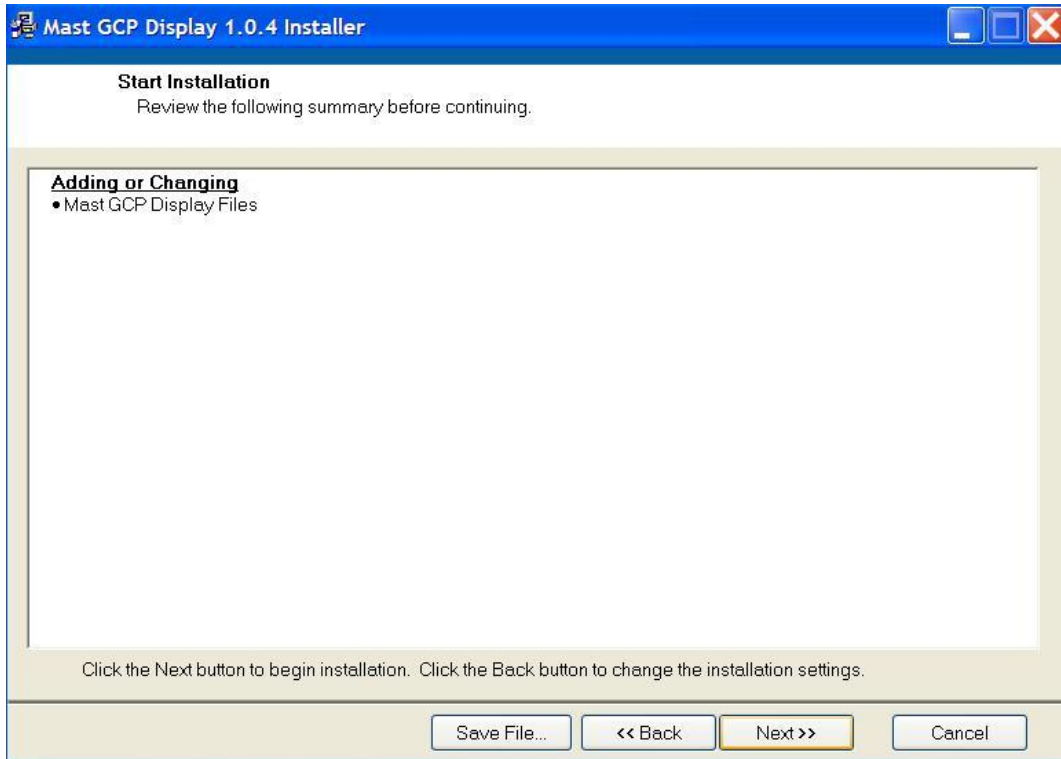 Mast GCP Display 1.0.4 Installer
Start Installation
Review the following summary before continuing.
Adding or Changing
• Mast GCP Display Files
Click the Next button to begin installation. Click the Back button to change the installation settings.
Save File... << Back Next >> Cancel